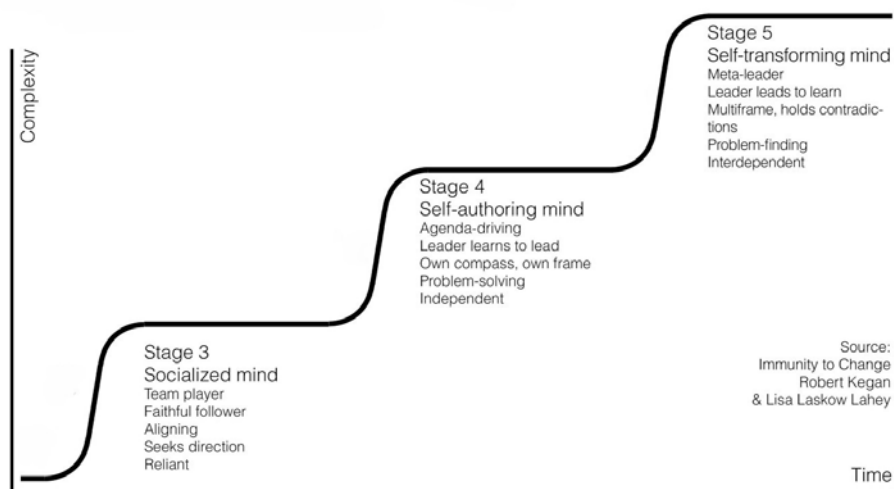 Complexity
Stage 5
Self-transforming mind
Meta-leader
Leader leads to learn
Multiframe, holds contradic-
tions
Problem-finding
Interdependent
Stage 4
Self-authoring mind
Agenda-driving
Leader learns to lead
Own compass, own frame
Problem-solving
Independent
Stage 3
Socialized mind
Team player
Faithful follower
Aligning
Seeks direction
Reliant
Source:
Immunity to Change
Robert Kegan
& Lisa Laskow Lahey
Time